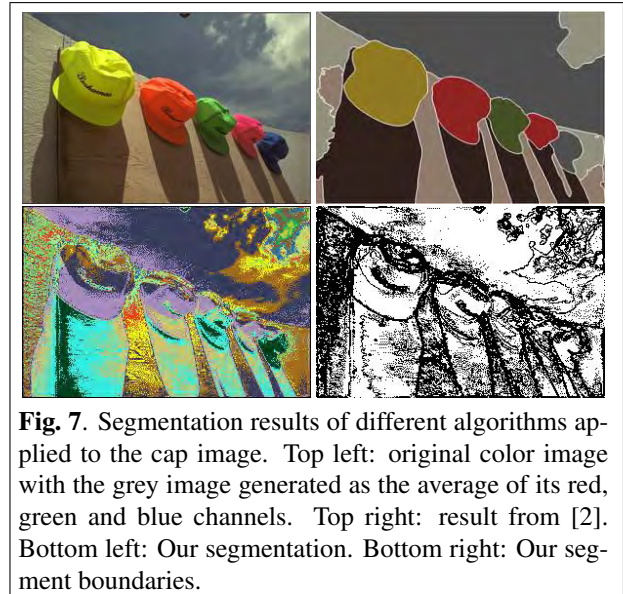 Bahamas
Fig. 7. Segmentation results of different algorithms ap-
plied to the cap image. Top left: original color image
with the grey image generated as the average of its red,
green and blue channels. Top right: result from [2].
Bottom left: Our segmentation. Bottom right: Our seg-
ment boundaries.